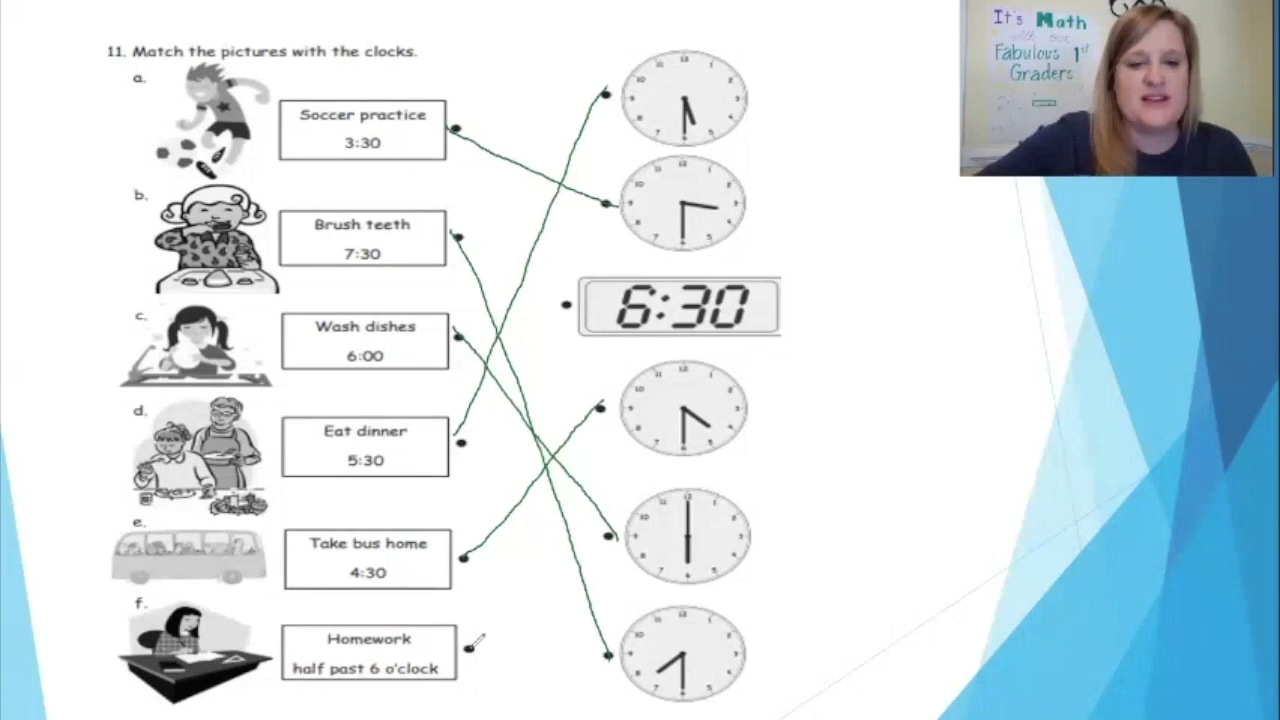 11. Match the pictures with the clocks.
a.
Soccer practice
3:30
b.
Brush teeth
7:30
c.
Wash dishes
6:00
d.
Eat dinner
5:30
e.
Take bus home
4:30
f.
Homework
half past 6 o'clock
6:30
It's Math
Fabulous 1st
Graders